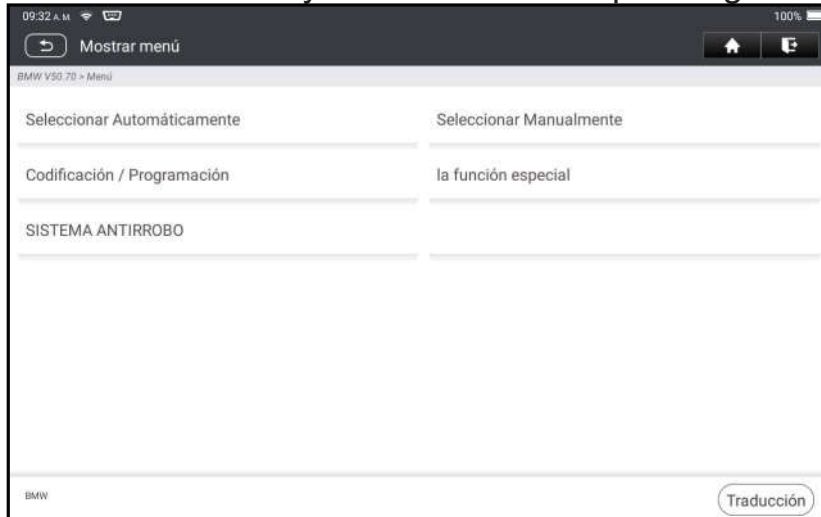 09:32 A.M.
100%
Mostrar menú
BMW V50.70 > Menú
Seleccionar Automáticamente
Seleccionar Manualmente
Codificación / Programación
la función especial
SISTEMA ANTIRROBO
BMW
Traducción